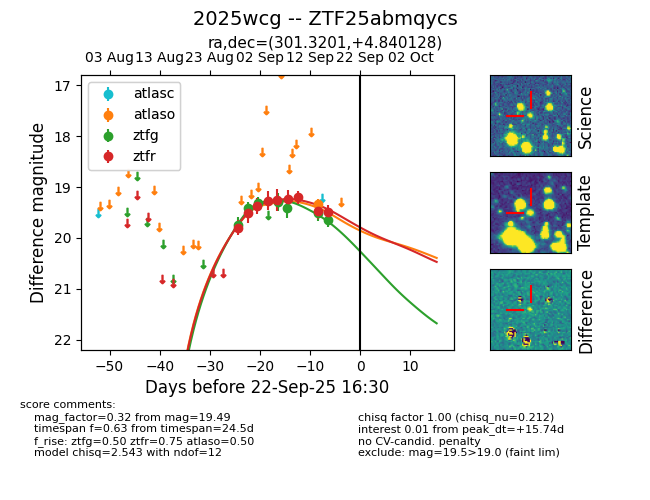 2025wcg -- ZTF25abmqycs
ra,dec=(301.3201,+4.840128)
03 Aug 13 Aug 23 Aug 02 Sep 12 Sep 22 Sep 02 Oct
17
18
19
20
21
22
Difference magnitude
atlasc
atlaso
ztfg
ztfr
−50 −40 −30 −20 −10 0 10
Days before 22-Sep-25 16:30
Science
Template
Difference
score comments:
mag_factor=0.32 from mag=19.49
timespan f=0.63 from timespan=24.5d
f_rise: ztfg=0.50 ztfr=0.75 atlaso=0.50
model chisq=2.543 with ndof=12
chisq factor 1.00 (chisq_nu=0.212)
interest 0.01 from peak_dt=+15.74d
no CV-candid. penalty
exclude: mag=19.5>19.0 (faint lim)